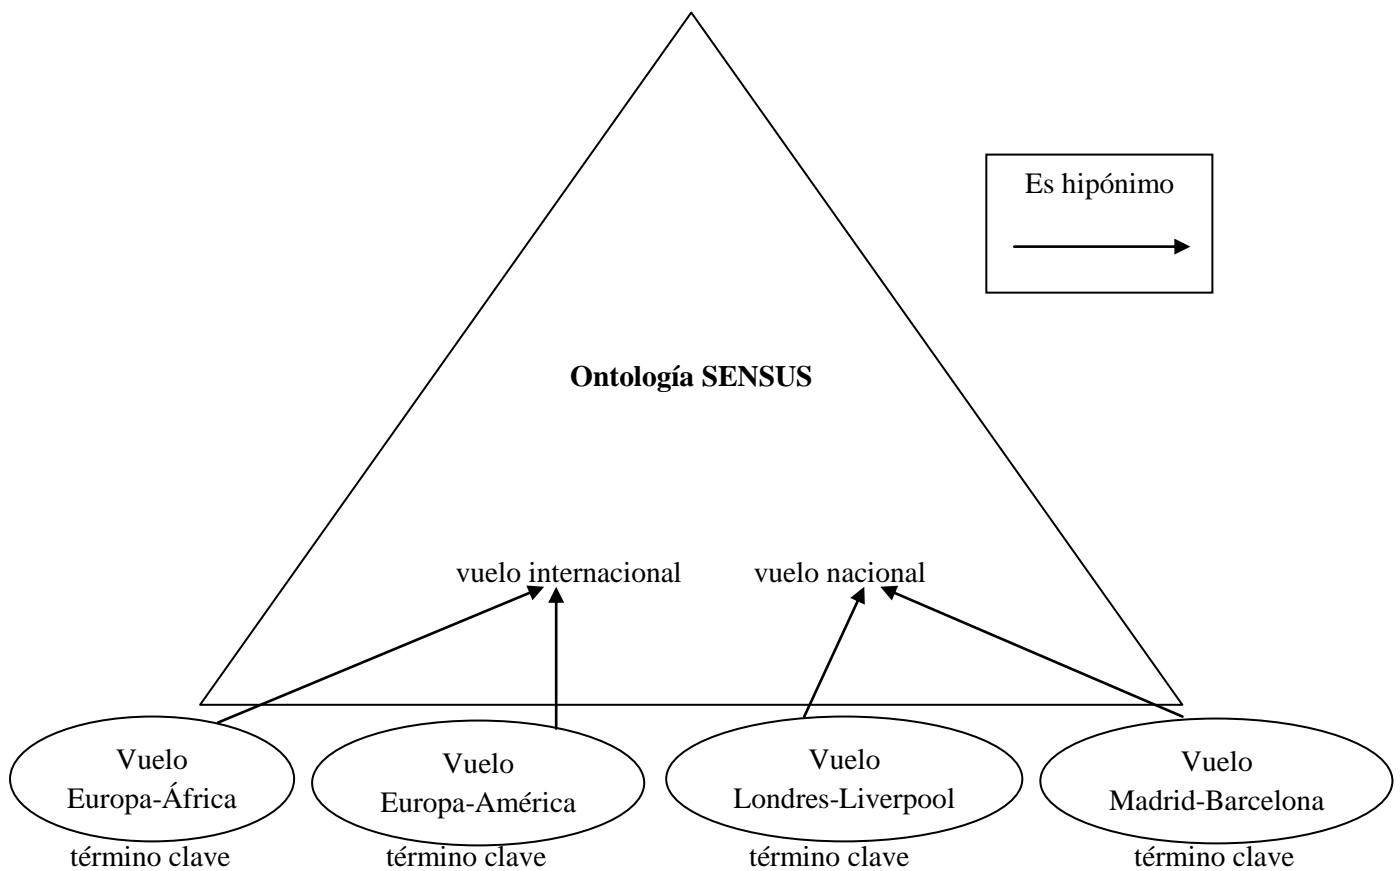 Es hipónimo
Ontología SENSUS
vuelo internacional
vuelo nacional
Vuelo
Europa-África
término clave
Vuelo
Europa-América
término clave
Vuelo
Londres-Liverpool
término clave
Vuelo
Madrid-Barcelona
término clave